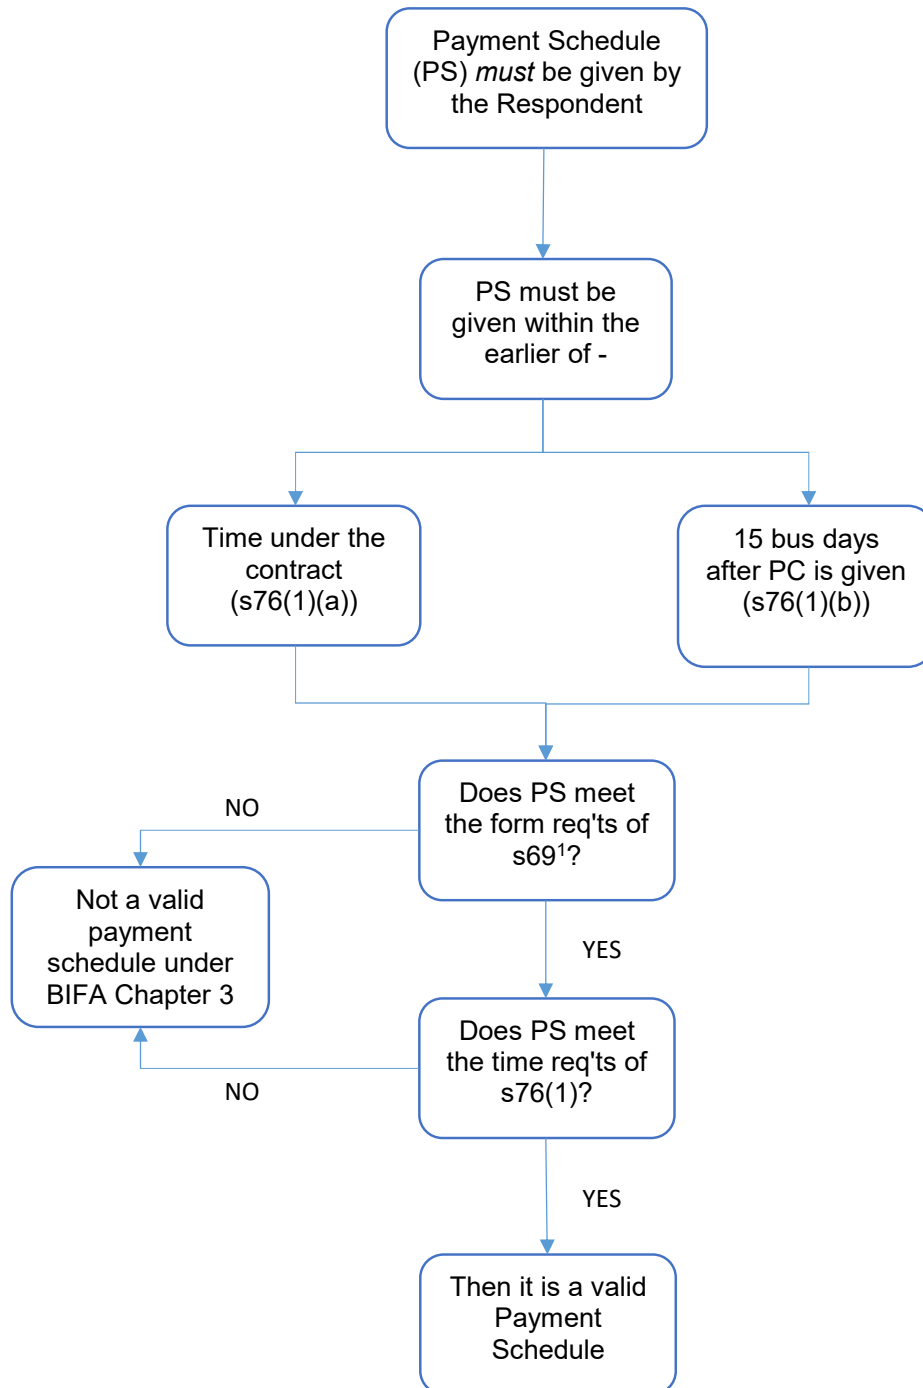 Payment Schedule
(PS) must be given by
the Respondent
PS must be
given within the
earlier of -
Time under the
contract
(s76(1)(a))
15 bus days
after PC is given
(s76(1)(b))
Does PS meet
the form req'ts of
s69¹?
NO
Not a valid
payment
schedule under
BIFA Chapter 3
YES
Does PS meet
the time req'ts of
s76(1)?
NO
YES
Then it is a valid
Payment
Schedule